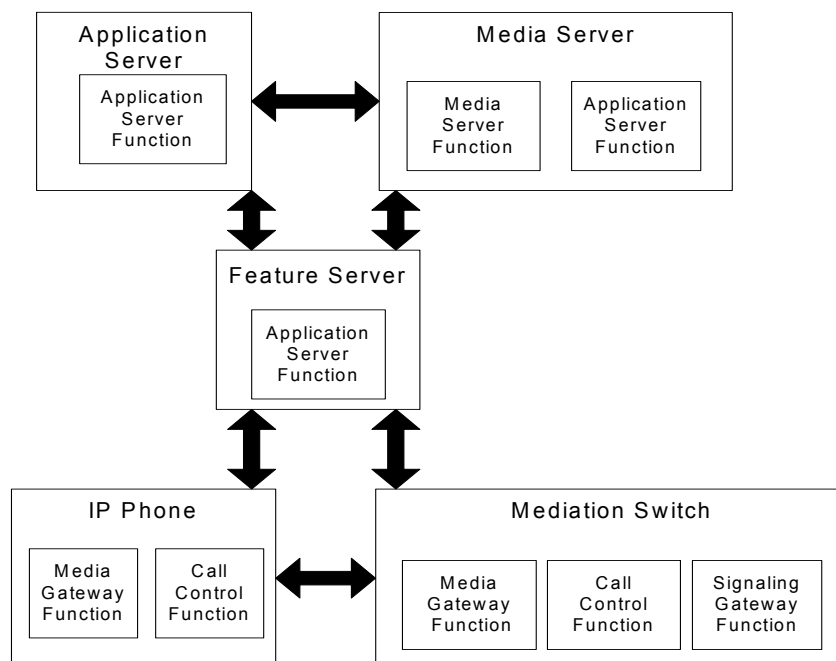 Application
Server
Application
Server
Function
Media Server
Media
Server
Function
Application
Server
Function
Feature Server
Application
Server
Function
IP Phone
Media
Gateway
Function
Call
Control
Function
Mediation Switch
Media
Gateway
Function
Call
Control
Function
Signaling
Gateway
Function